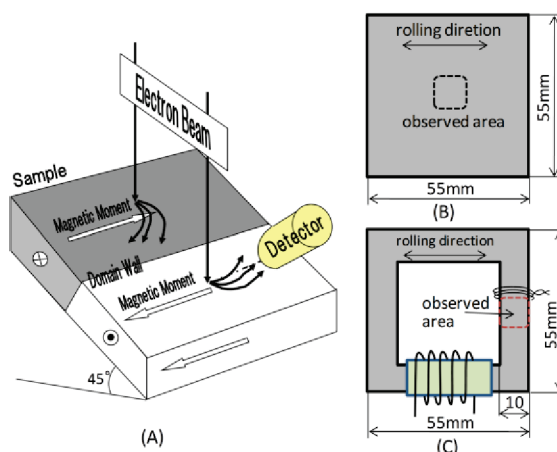 Electron Beam
Sample
Magnetic Moment
Domain Wall
Magnetic Moment
Detector
45°
(A)
rolling diretion
observed area
55mm
55mm
(B)
rolling direction
observed
area
55mm
10
55mm
(C)